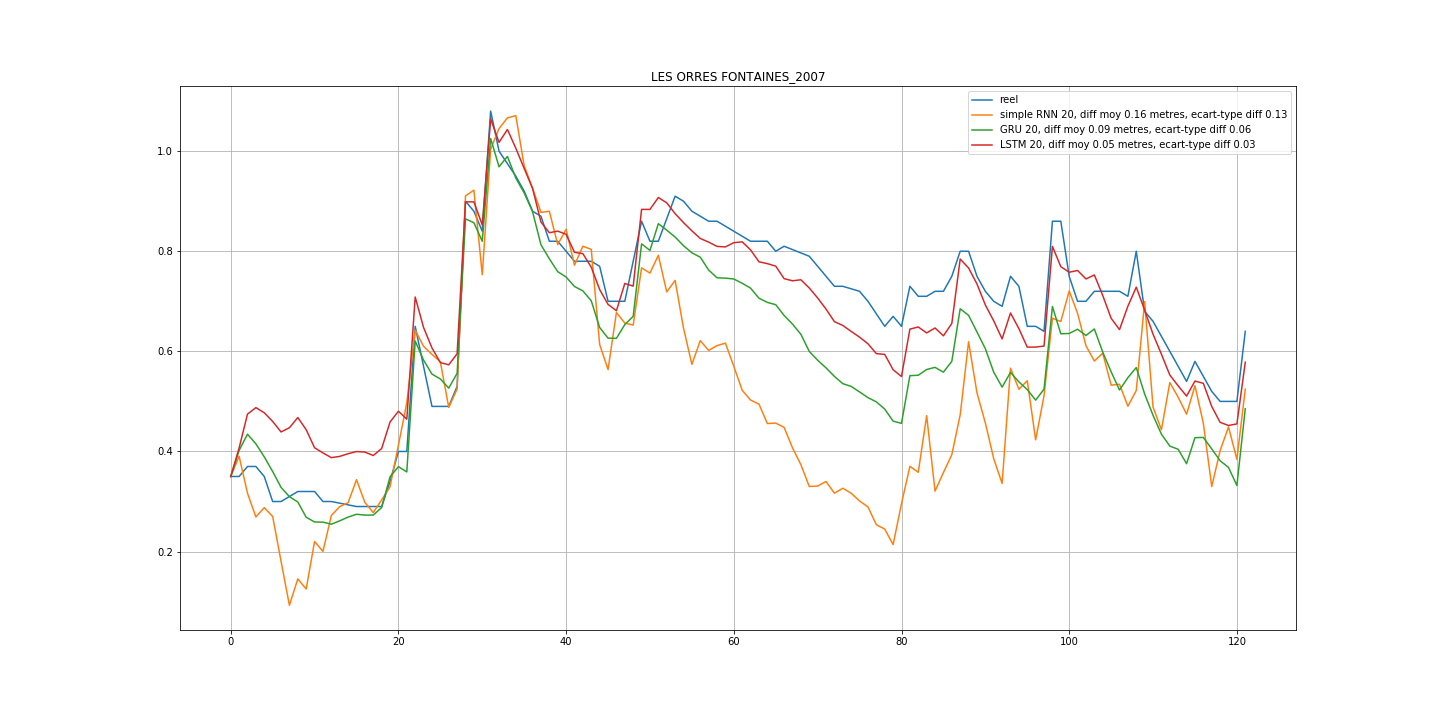 LES ORRES FONTAINES_2007
reel
simple RNN 20, diff moy 0.16 metres, ecart-type diff 0.13
GRU 20, diff moy 0.09 metres, ecart-type diff 0.06
LSTM 20, diff moy 0.05 metres, ecart-type diff 0.03
1.0
0.8
0.6
0.4
0.2
0 20 40 60 80 100 120